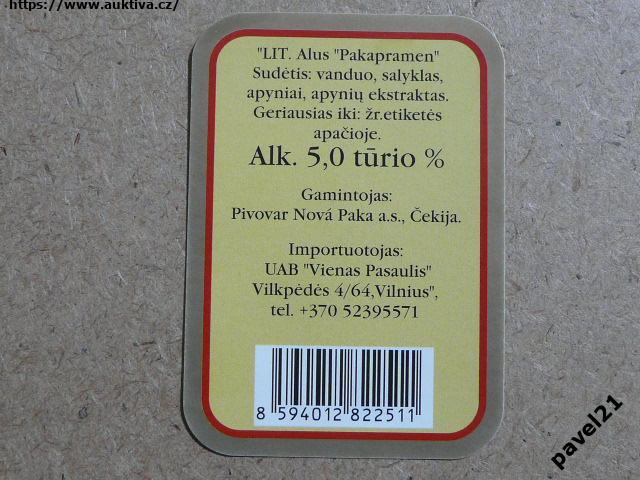 https://www.auktiva.cz/
"LIT. Alus "Pakapramen"
Sudėtis: vanduo, salyklas,
apyniai, apynių ekstraktas.
Geriausias iki: žr.etiketės
apačioje.
Alk. 5,0 tūrio %
Gamintojas:
Pivovar Nová Paka a.s., Čekija.
Importuotojas:
UAB "Vienas Pasaulis"
Vilkpėdės 4/64,Vilnius",
tel. +370 52395571
8 594012 822511
pavel21